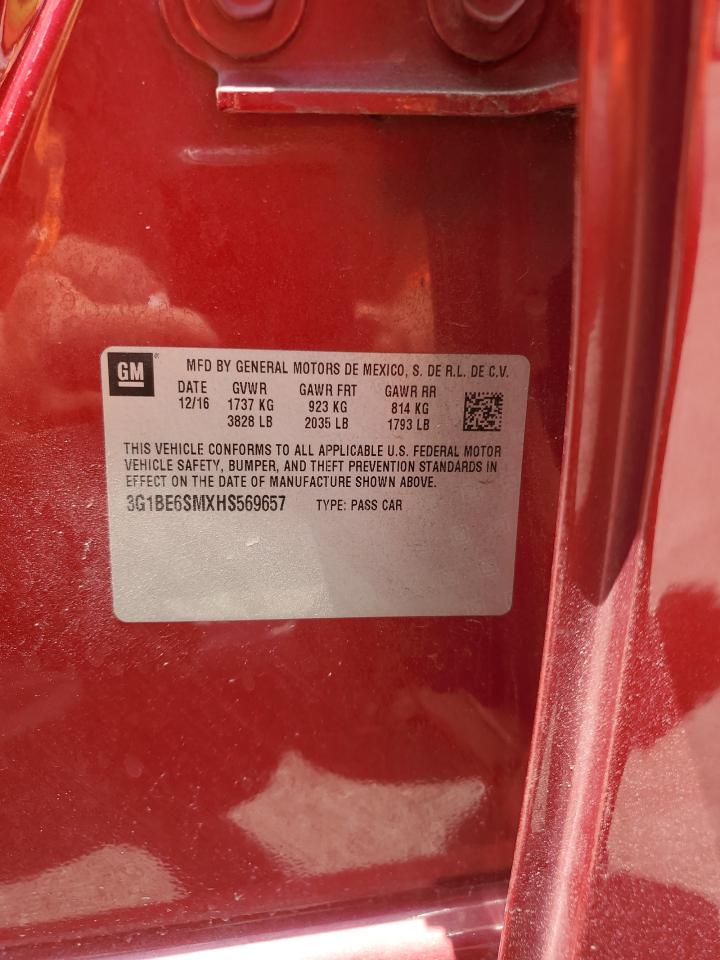 GM® MFD BY GENERAL MOTORS DE MEXICO, S. DE R.L. DE C.V.
DATE GVWR GAWR FRT GAWR RR
12/16 1737 KG 923 KG 814 KG
3828 LB 2035 LB 1793 LB
THIS VEHICLE CONFORMS TO ALL APPLICABLE U.S. FEDERAL MOTOR
VEHICLE SAFETY, BUMPER, AND THEFT PREVENTION STANDARDS IN
EFFECT ON THE DATE OF MANUFACTURE SHOWN ABOVE.
3G1BE6SMXHS569657 TYPE: PASS CAR